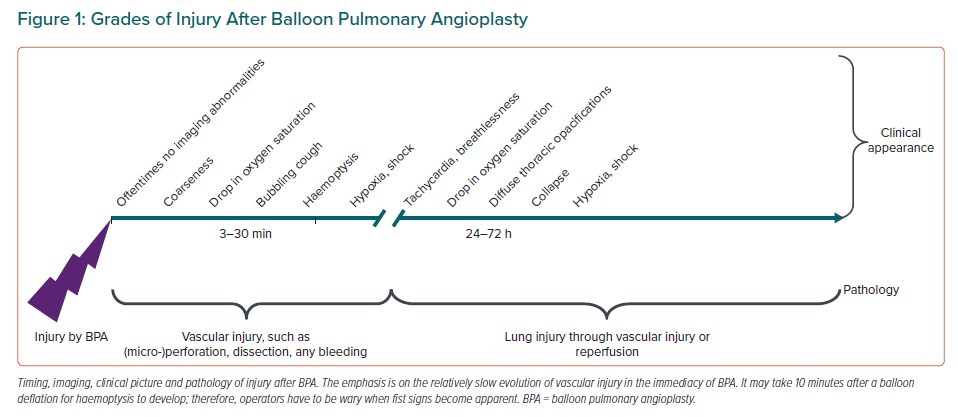 Figure 1: Grades of Injury After Balloon Pulmonary Angioplasty
Oftentimes no imaging abnormalities
Coarseness
Drop in oxygen saturation
Bubbling cough
Haemoptysis
Hypoxia, shock
Tachycardia, breathlessness
Drop in oxygen saturation
Diffuse thoracic opacifications
Collapse
Hypoxia, shock
Clinical
appearance
3–30 min
24–72 h
Pathology
Injury by BPA
Vascular injury, such as
(micro-)perforation, dissection, any bleeding
Lung injury through vascular injury or
reperfusion
Timing, imaging, clinical picture and pathology of injury after BPA. The emphasis is on the relatively slow evolution of vascular injury in the immediacy of BPA. It may take 10 minutes after a balloon
deflation for haemoptysis to develop; therefore, operators have to be wary when fist signs become apparent. BPA = balloon pulmonary angioplasty.